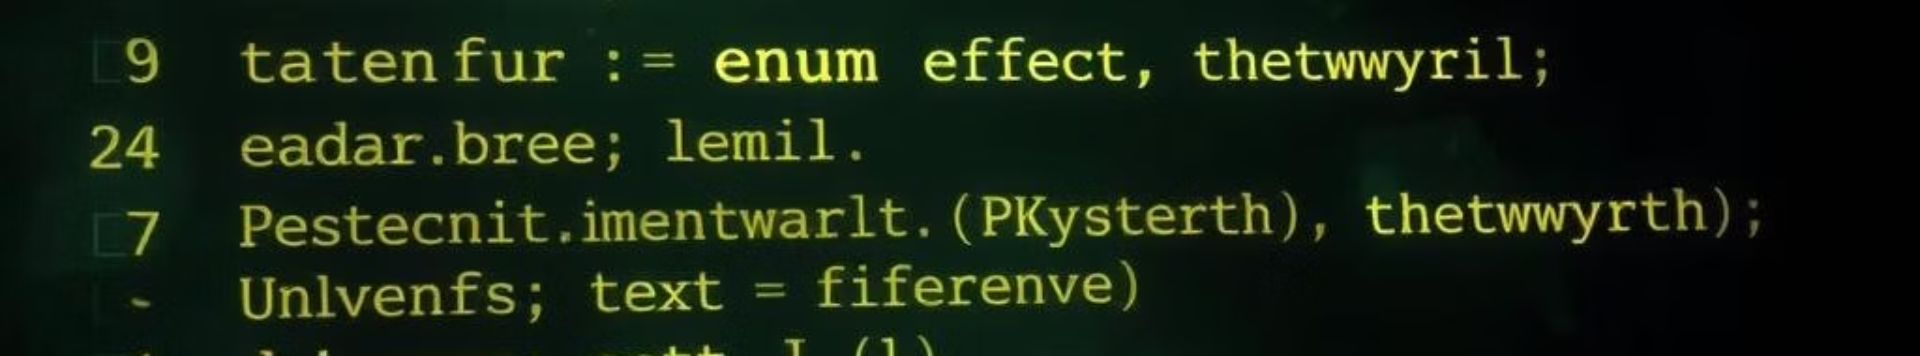 9 tatenfur := enum effect, thetwwyril;
24 eadar.bree; lemil.
7 Pestecnit.imentwarlt.(PKysterth), thetwwyrth);
- Unlvenfs; text = fiferenve)